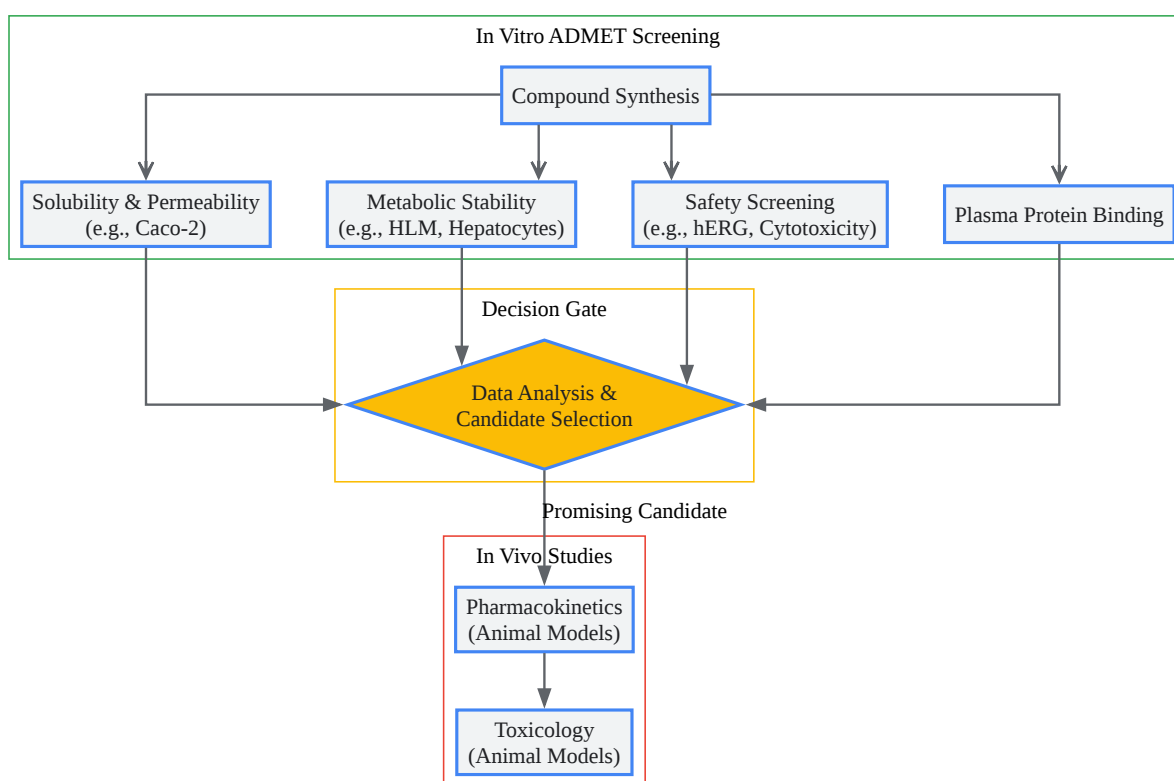 In Vitro ADMET Screening
Compound Synthesis
Solubility & Permeability
(e.g., Caco-2)
Metabolic Stability
(e.g., HLM, Hepatocytes)
Safety Screening
(e.g., hERG, Cytotoxicity)
Plasma Protein Binding
Decision Gate
Data Analysis &
Candidate Selection
Promising Candidate
In Vivo Studies
Pharmacokinetics
(Animal Models)
Toxicology
(Animal Models)